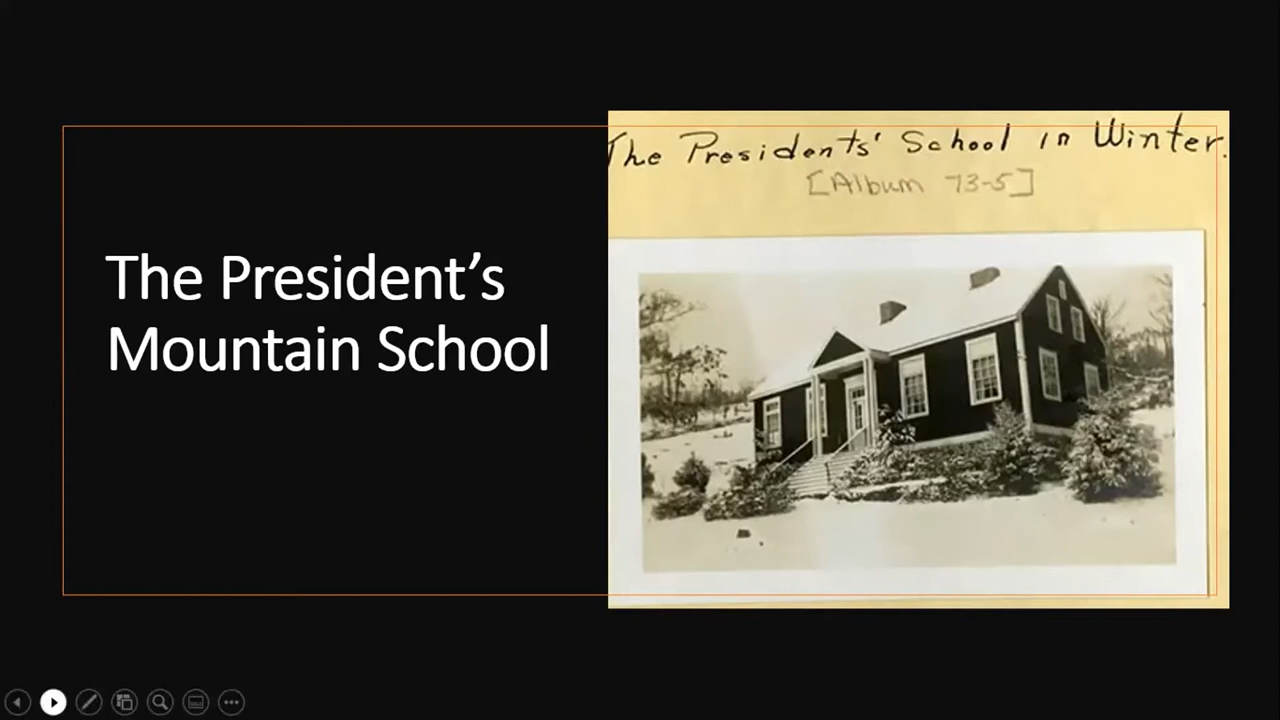 The President’s
Mountain School
The Presidents' School in Winter.
[Album 73-5]